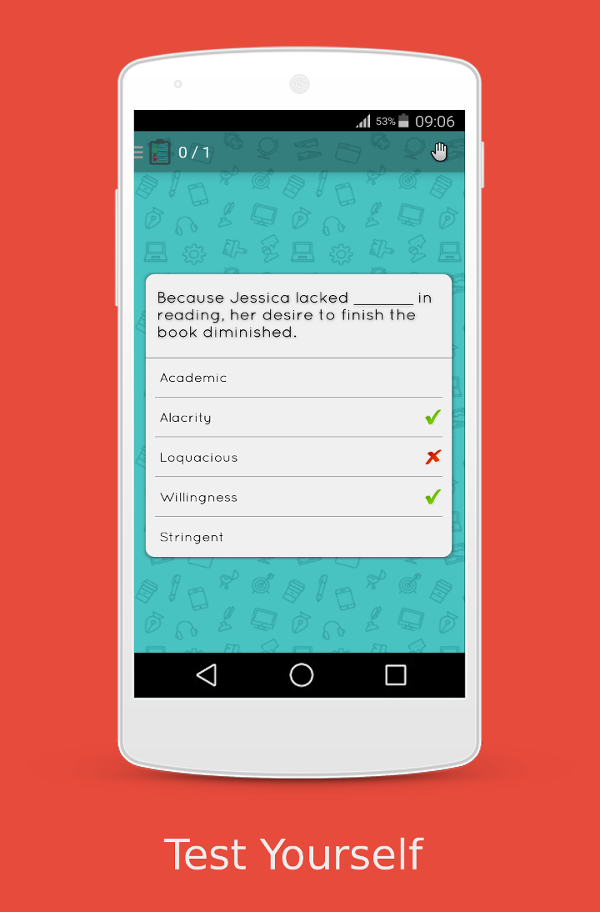 53% 09:06
0 / 1
Because Jessica lacked ______ in
reading, her desire to finish the
book diminished.
Academic
Alacrity
Loquacious
Willingness
Stringent
Test Yourself